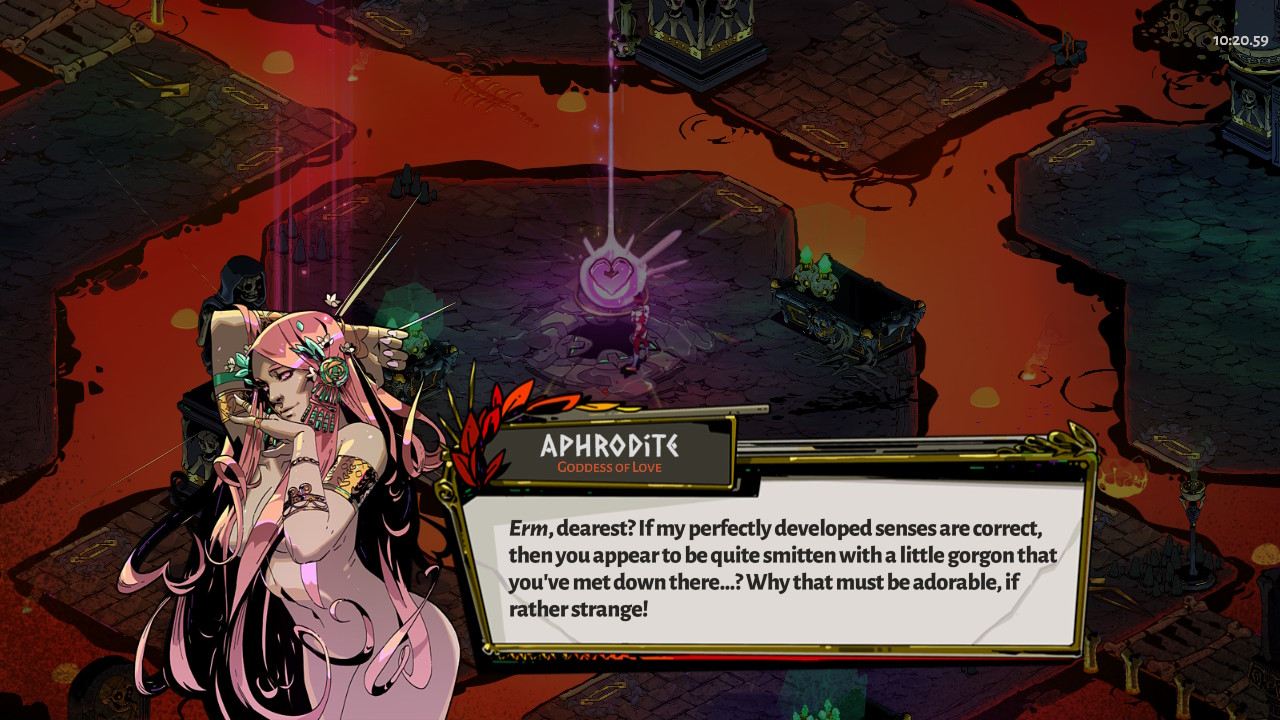 10:20.59
APHRODITE
GODDESS OF LOVE
Erm, dearest? If my perfectly developed senses are correct,
then you appear to be quite smitten with a little gorgon that
you've met down there...? Why that must be adorable, if
rather strange!